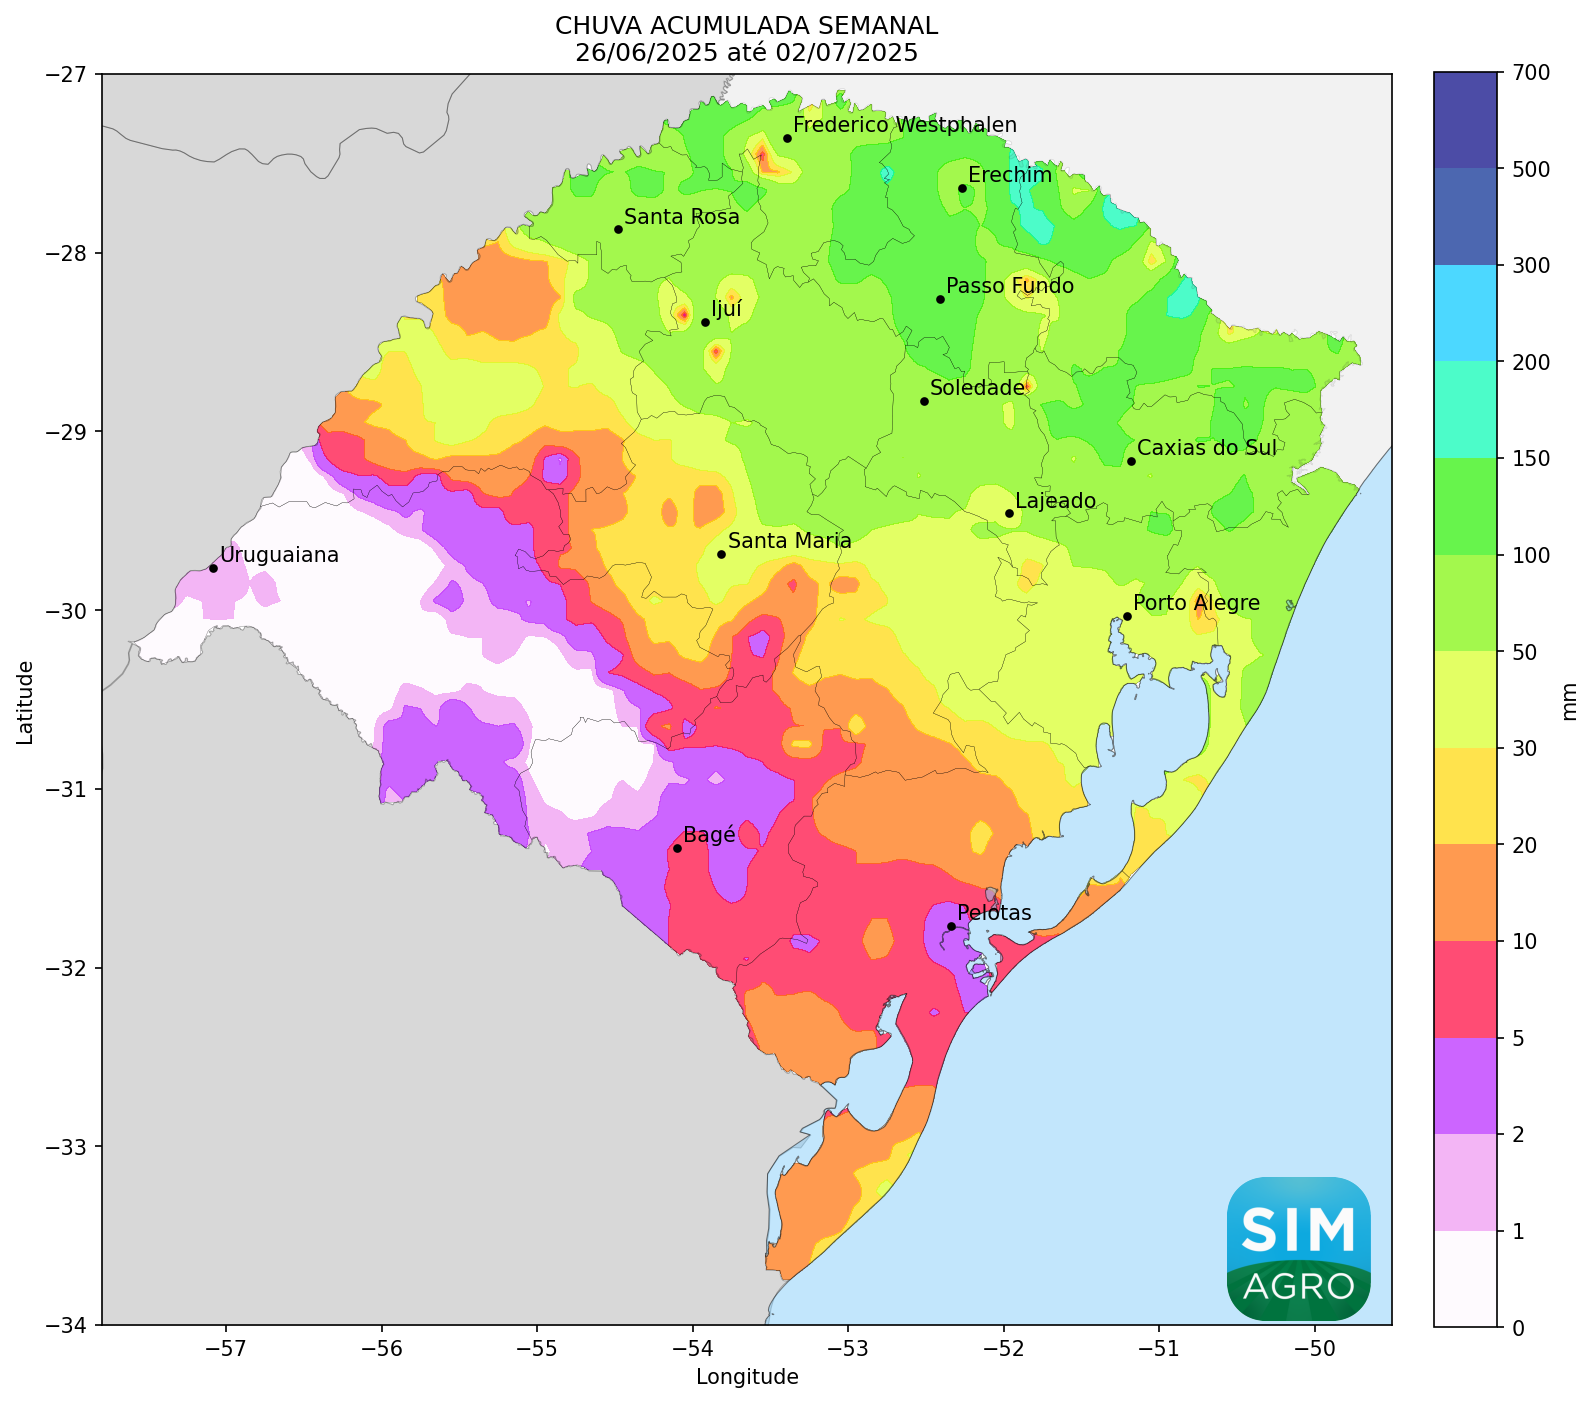 CHUVA ACUMULADA SEMANAL
26/06/2025 até 02/07/2025
−27
−28
−29
−30
−31
−32
−33
−34
Latitude
Frederico Westphalen
Erechim
Santa Rosa
Passo Fundo
Ijuí
Soledade
Caxias do Sul
Lajeado
Santa Maria
Uruguaiana
Porto Alegre
Bagé
Pelotas
SIM
AGRO
−57
−56
−55
−54
−53
−52
−51
−50
Longitude
700
500
300
200
150
100
50
30
20
10
5
2
1
0
mm